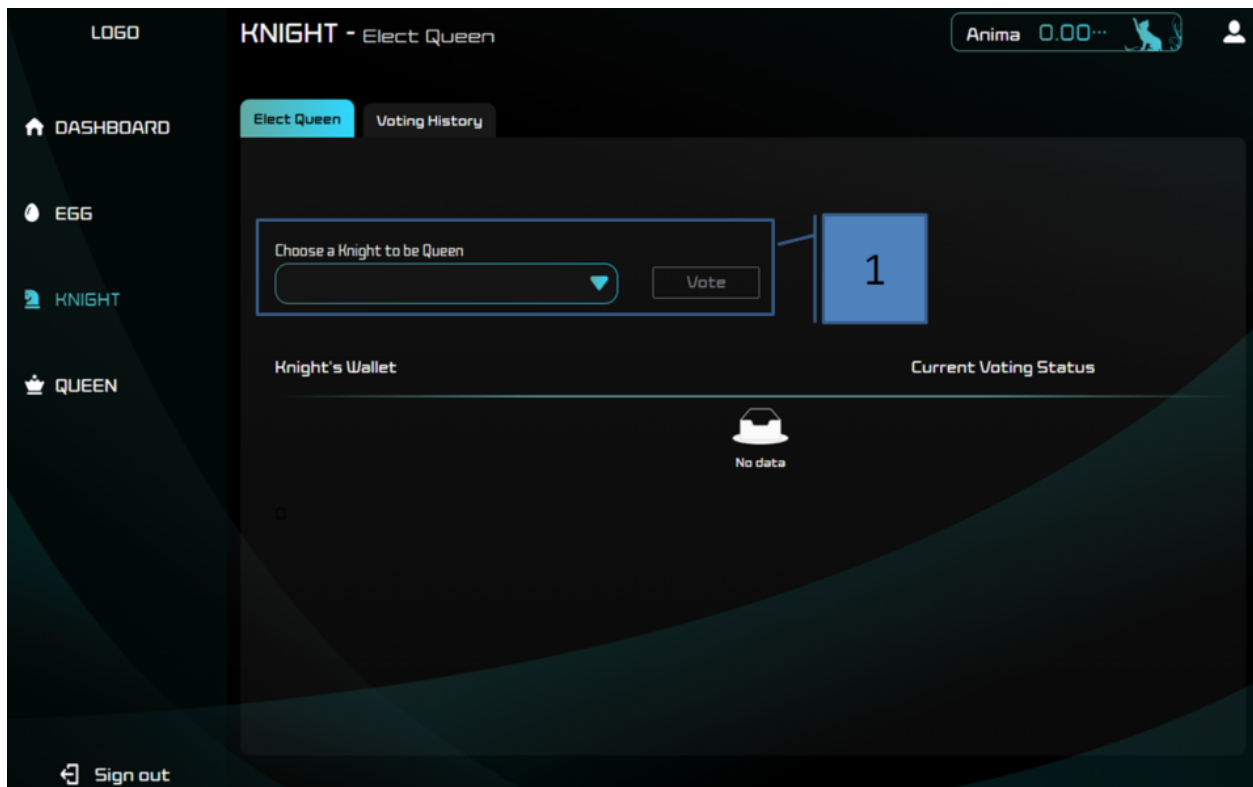 LOGO
KNIGHT - Elect Queen
Anima 0.00...
DASHBOARD
Elect Queen
Voting History
EGG
Choose a Knight to be Queen
Vote
1
KNIGHT
Knight's Wallet
Current Voting Status
QUEEN
No data
Sign out